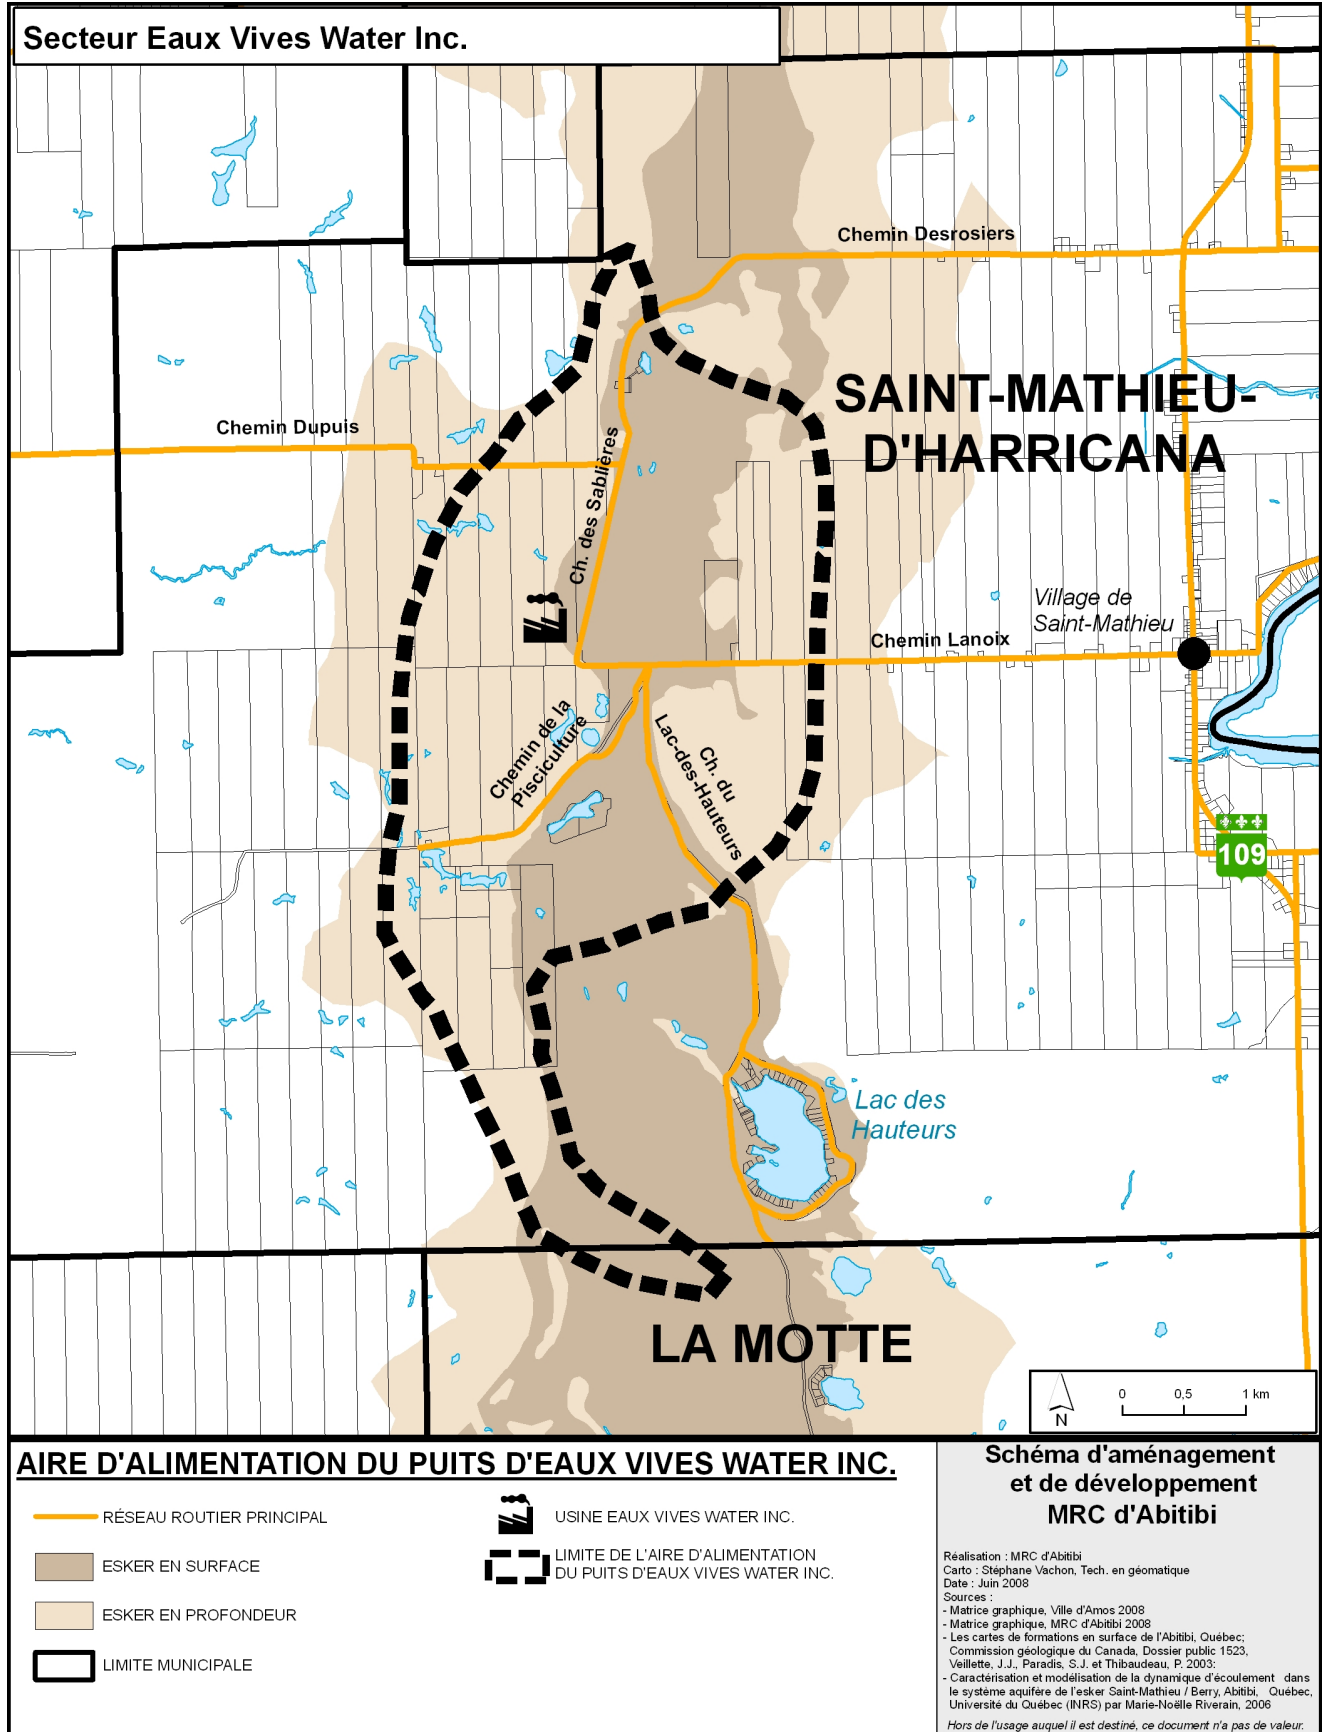 Secteur Eaux Vives Water Inc.
Chemin Desrosiers
SAINT-MATHIEU-
D'HARRICANA
Chemin Dupuis
Ch. des Sablières
Village de
Saint-Mathieu
Chemin Lanoix
Chemin de la
Pisciculture
Ch. du
Lac-des-Hauteurs
109
Lac des
Hauteurs
LA MOTTE
0 0,5 1 km
N
AIRE D'ALIMENTATION DU PUITS D'EAUX VIVES WATER INC.
RÉSEAU ROUTIER PRINCIPAL
ESKER EN SURFACE
ESKER EN PROFONDEUR
LIMITE MUNICIPALE
USINE EAUX VIVES WATER INC.
LIMITE DE L'AIRE D'ALIMENTATION
DU PUITS D'EAUX VIVES WATER INC.
Schéma d'aménagement
et de développement
MRC d'Abitibi
Réalisation : MRC d'Abitibi
Carto : Stéphane Vachon, Tech. en géomatique
Date : Juin 2008
Sources :
- Matrice graphique, Ville d'Amos 2008
- Matrice graphique, MRC d'Abitibi 2008
- Les cartes de formations en surface de l'Abitibi, Québec;
Commission géologique du Canada, Dossier public 1523,
Veillette, J.J., Paradis, S.J. et Thibaudeau, P. 2003:
- Caractérisation et modélisation de la dynamique d'écoulement dans
le système aquifère de l'esker Saint-Mathieu / Berry, Abitibi, Québec,
Université du Québec (INRS) par Marie-Noëlle Riverain, 2006
Hors de l'usage auquel il est destiné, ce document n'a pas de valeur.